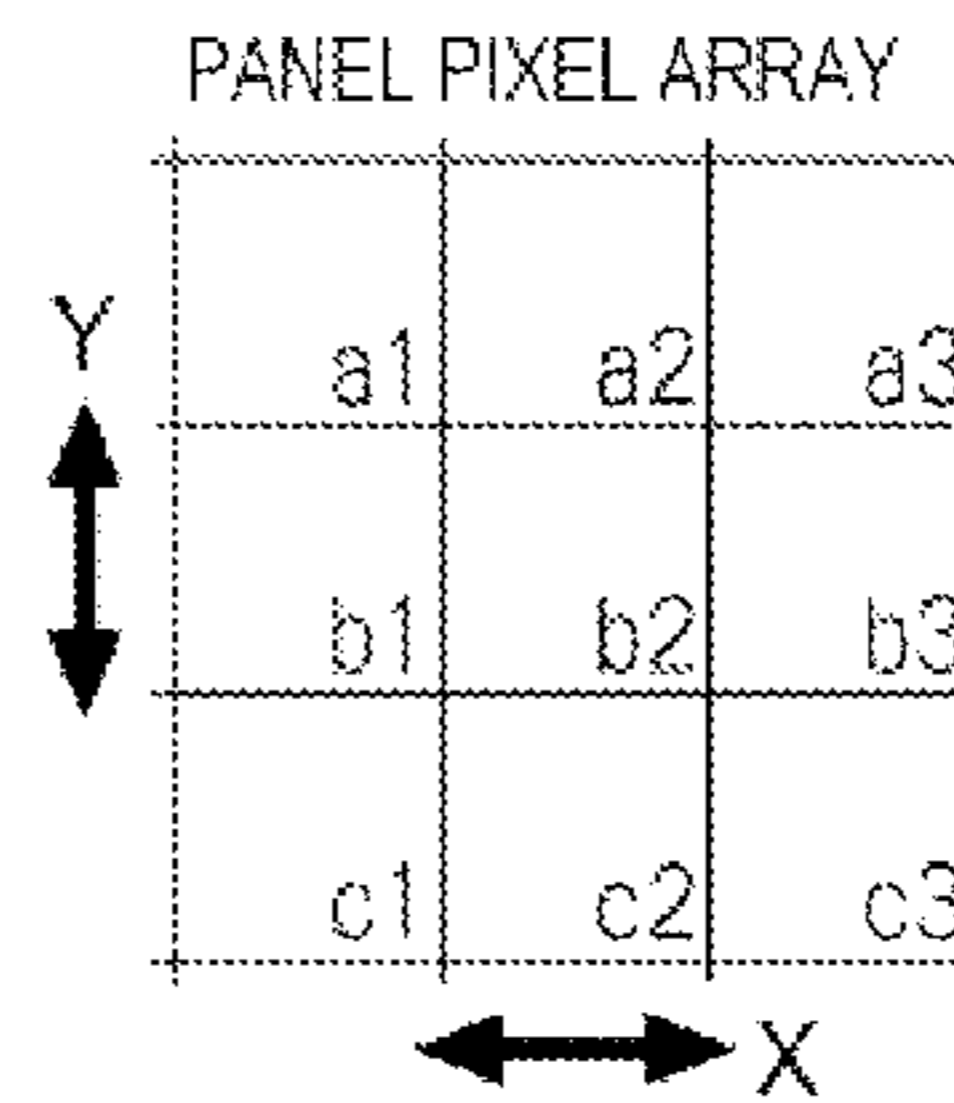 PANEL PIXEL ARRAY
Y
a1 a2 a3
b1 b2 b3
c1 c2 c3
X